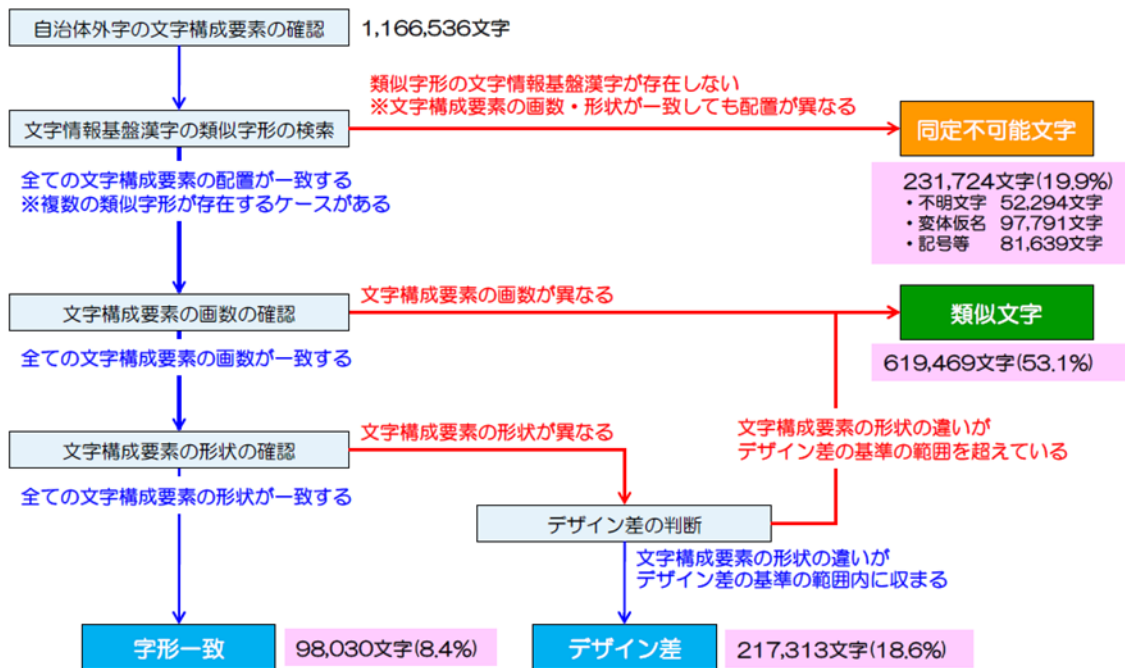 自治体外字の文字構成要素の確認
1,166,536文字
類似字形の文字情報基盤漢字が存在しない
※文字構成要素の画数・形状が一致しても配置が異なる
文字情報基盤漢字の類似字形の検索
同定不可能文字
全ての文字構成要素の配置が一致する
※複数の類似字形が存在するケースがある
231,724文字(19.9%)
・不明文字 52,294文字
・変体仮名 97,791文字
・記号等 81,639文字
文字構成要素の画数の確認
文字構成要素の画数が異なる
類似文字
全ての文字構成要素の画数が一致する
619,469文字(53.1%)
文字構成要素の形状の確認
文字構成要素の形状が異なる
文字構成要素の形状の違いが
デザイン差の基準の範囲を超えている
全ての文字構成要素の形状が一致する
デザイン差の判断
文字構成要素の形状の違いが
デザイン差の基準の範囲内に収まる
字形一致
98,030文字(8.4%)
デザイン差
217,313文字(18.6%)